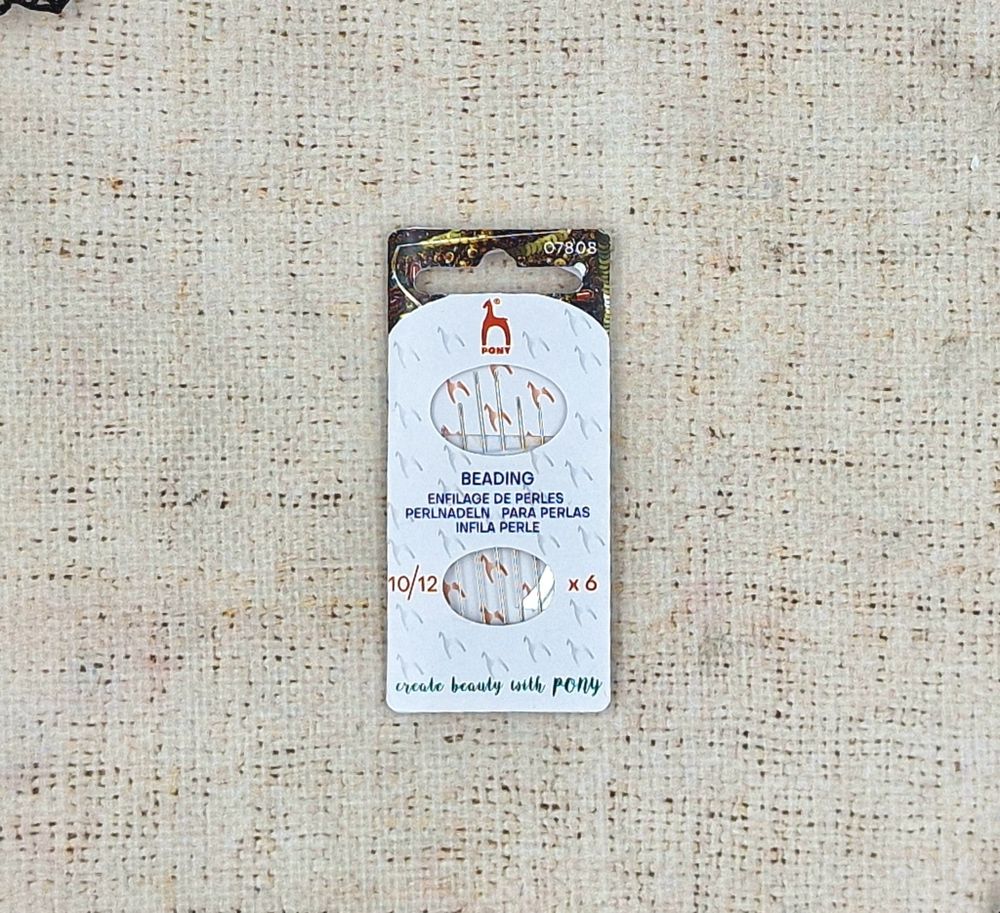 07808
PONY
BEADING
ENFILAGE DE PERLES
PERLNADELN PARA PERLAS
INFILA PERLE
10/12 x 6
create beauty with PONY